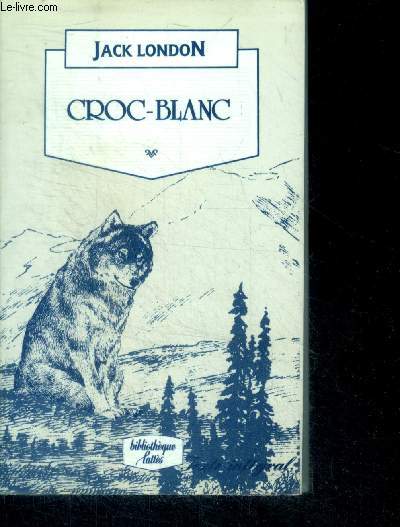 Le-livre.com
JACK LONDON
CROC-BLANC
bibliothèque
Lattès